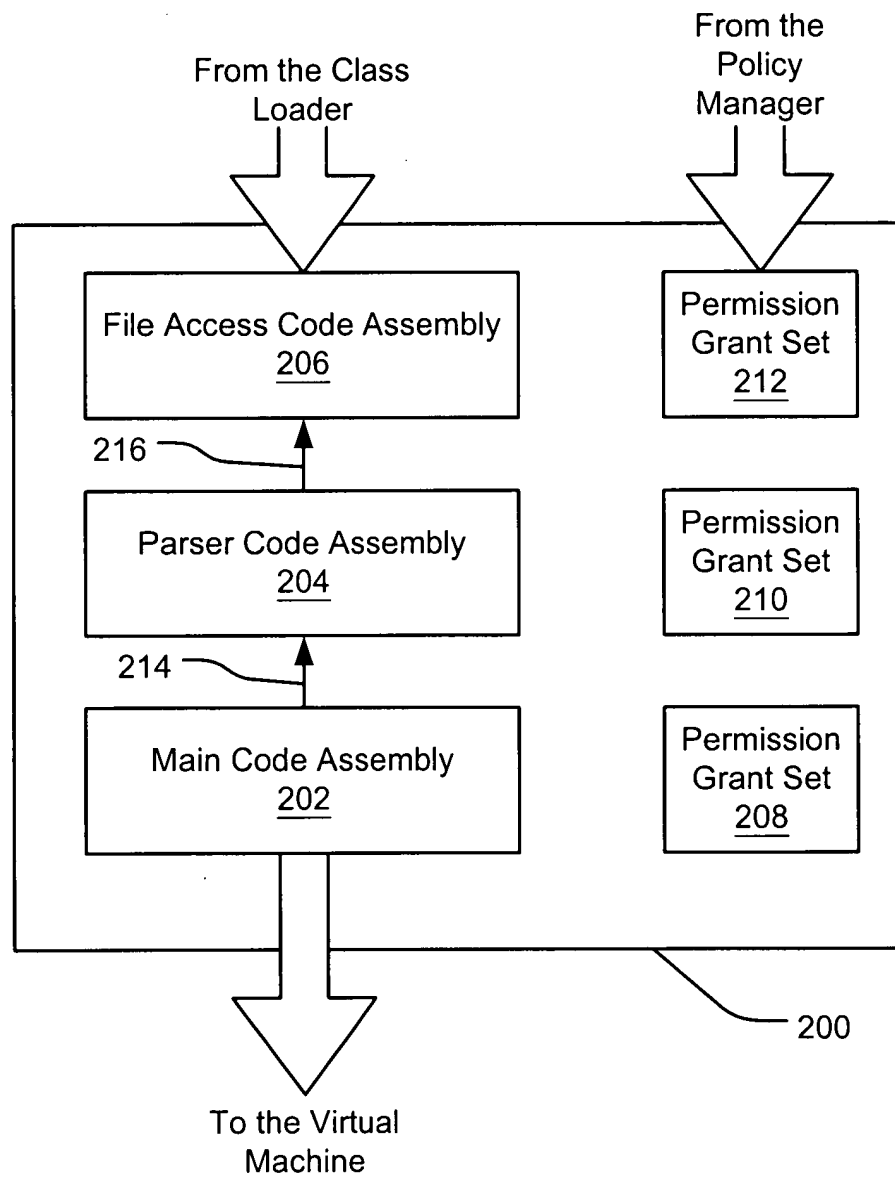 From the Class
Loader
From the
Policy
Manager
File Access Code Assembly
206
Permission
Grant Set
212
216
Parser Code Assembly
204
Permission
Grant Set
210
214
Main Code Assembly
202
Permission
Grant Set
208
200
To the Virtual
Machine